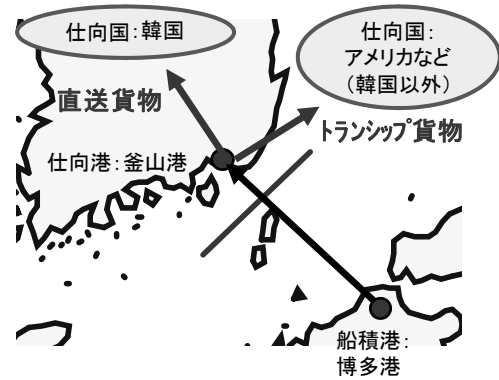 仕向国：韓国
仕向国：
アメリカなど
（韓国以外）
直送貨物
トランシップ貨物
仕向港：釜山港
船積港：
博多港